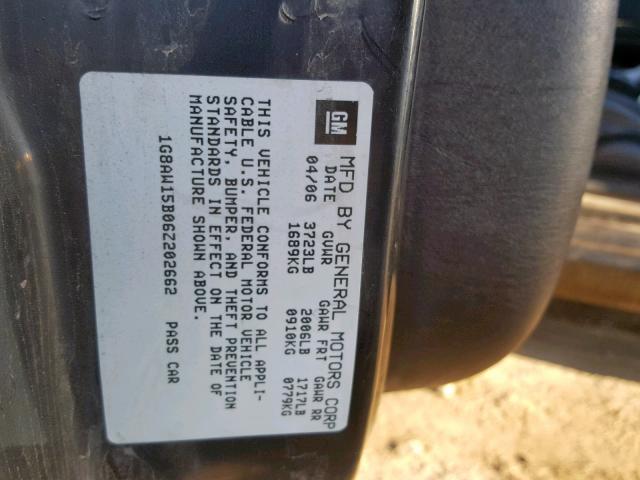 GM MFD BY GENERAL MOTORS CORP
DATE GVWR GAWR FRT GAWR RR
04/06 3723LB 2006LB 1717LB
1689KG 0910KG 0779KG
THIS VEHICLE CONFORMS TO ALL APPLI-
CABLE U.S. FEDERAL MOTOR VEHICLE
SAFETY, BUMPER, AND THEFT PREVENTION
STANDARDS IN EFFECT ON THE DATE OF
MANUFACTURE SHOWN ABOVE.
1G8AW15B06Z202662 PASS CAR